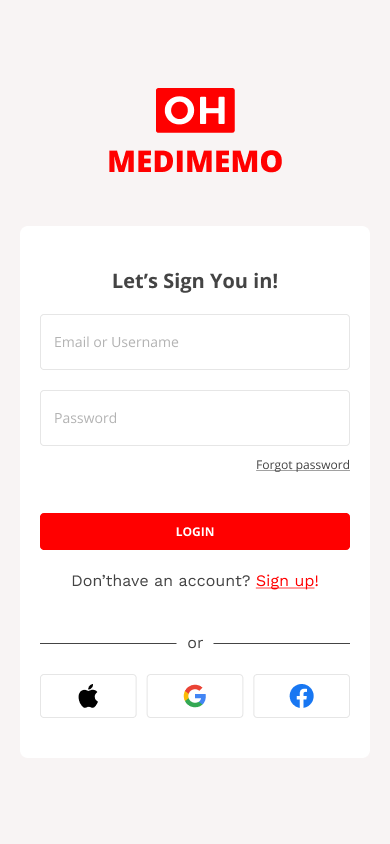 OH
MEDIMEMO
Let’s Sign You in!
Email or Username
Password
Forgot password
LOGIN
Don’thave an account? Sign up!
or